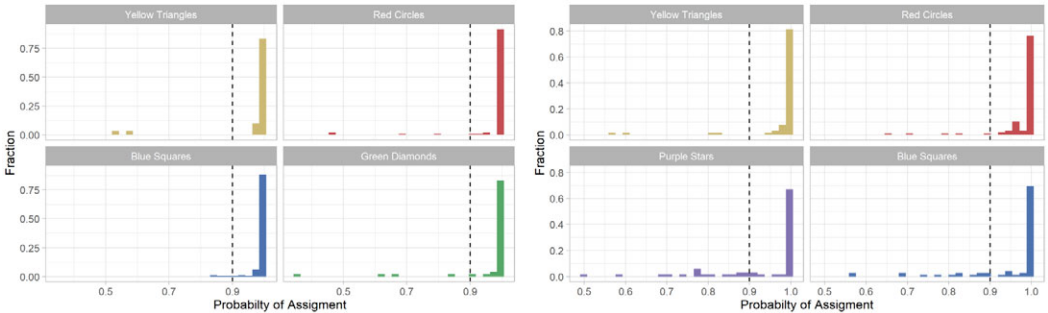 Yellow Triangles Red Circles
0.75
0.50
0.25
0.00
Fraction
Blue Squares Green Diamonds
0.75
0.50
0.25
0.00
0.5 0.7 0.9 0.5 0.7 0.9
Probabilty of Assigment
Yellow Triangles Red Circles
0.8
0.6
0.4
0.2
0.0
Fraction
Purple Stars Blue Squares
0.8
0.6
0.4
0.2
0.0
0.5 0.6 0.7 0.8 0.9 1.0 0.5 0.6 0.7 0.8 0.9 1.0
Probabilty of Assigment